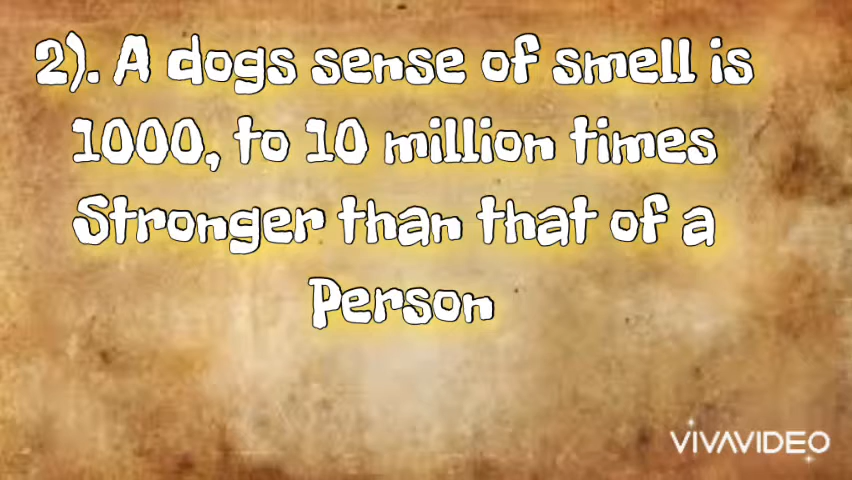 2). A dogs sense of smell is
1000, to 10 million times
Stronger than that of a
Person
VIVAVIDEO